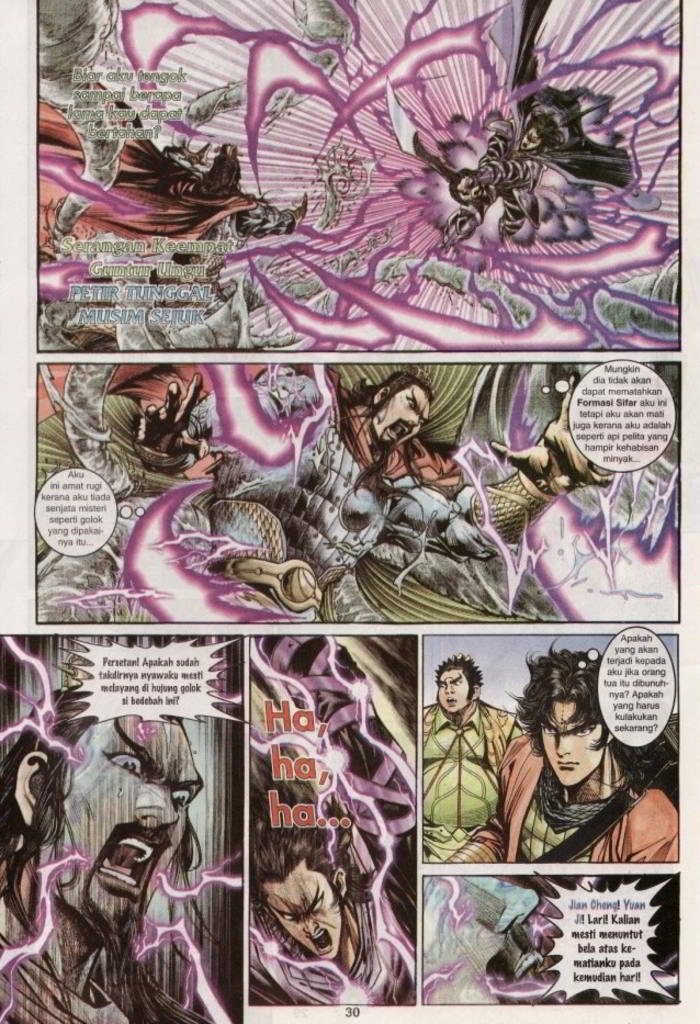 Biar aku tengok
sampai berapa
lama kau dapat
bertahan?
Serangan Keempat
Guntur Ungu
PETIR TUNGGAL
MUSIM SEJUK
Mungkin
dia tidak akan
dapat mematahkan
Formasi Sifar aku ini
tetapi aku akan mati
juga kerana aku adalah
seperti api pelita yang
hampir kehabisan
minyak...
Aku
ini amat rugi
kerana aku tiada
senjata misteri
seperti golok
yang dipakai-
nya itu...
Persetan! Apakah sudah
takdirnya nyawaku mesti
melayang di hujung golok
si bedebah ini?
Ha,
ha,
ha...
Apakah
yang akan
terjadi kepada
aku jika orang
tua itu dibunuh-
nya? Apakah
yang harus
kulakukan
sekarang?
Jian Cheng! Yuan
Ji! Lari! Kalian
mesti menuntut
bela atas ke-
matianku pada
kemudian hari!
30